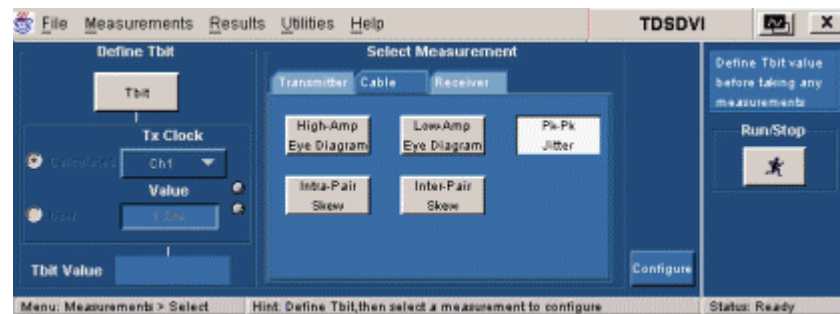 File Measurements Results Utilities Help TDSDVI X
Define Tbit
Tbit
Tx Clock
Calculated Ch1
Value
User
Tbit Value
Select Measurement
Transmitter Cable Receiver
High-Amp
Eye Diagram
Low-Amp
Eye Diagram
Pk-Pk
Jitter
Intra-Pair
Skew
Inter-Pair
Skew
Configure
Define Tbit value
before taking any
measurements
Run/Stop
Menu: Measurements > Select Hint: Define Tbit,then select a measurement to configure Status: Ready